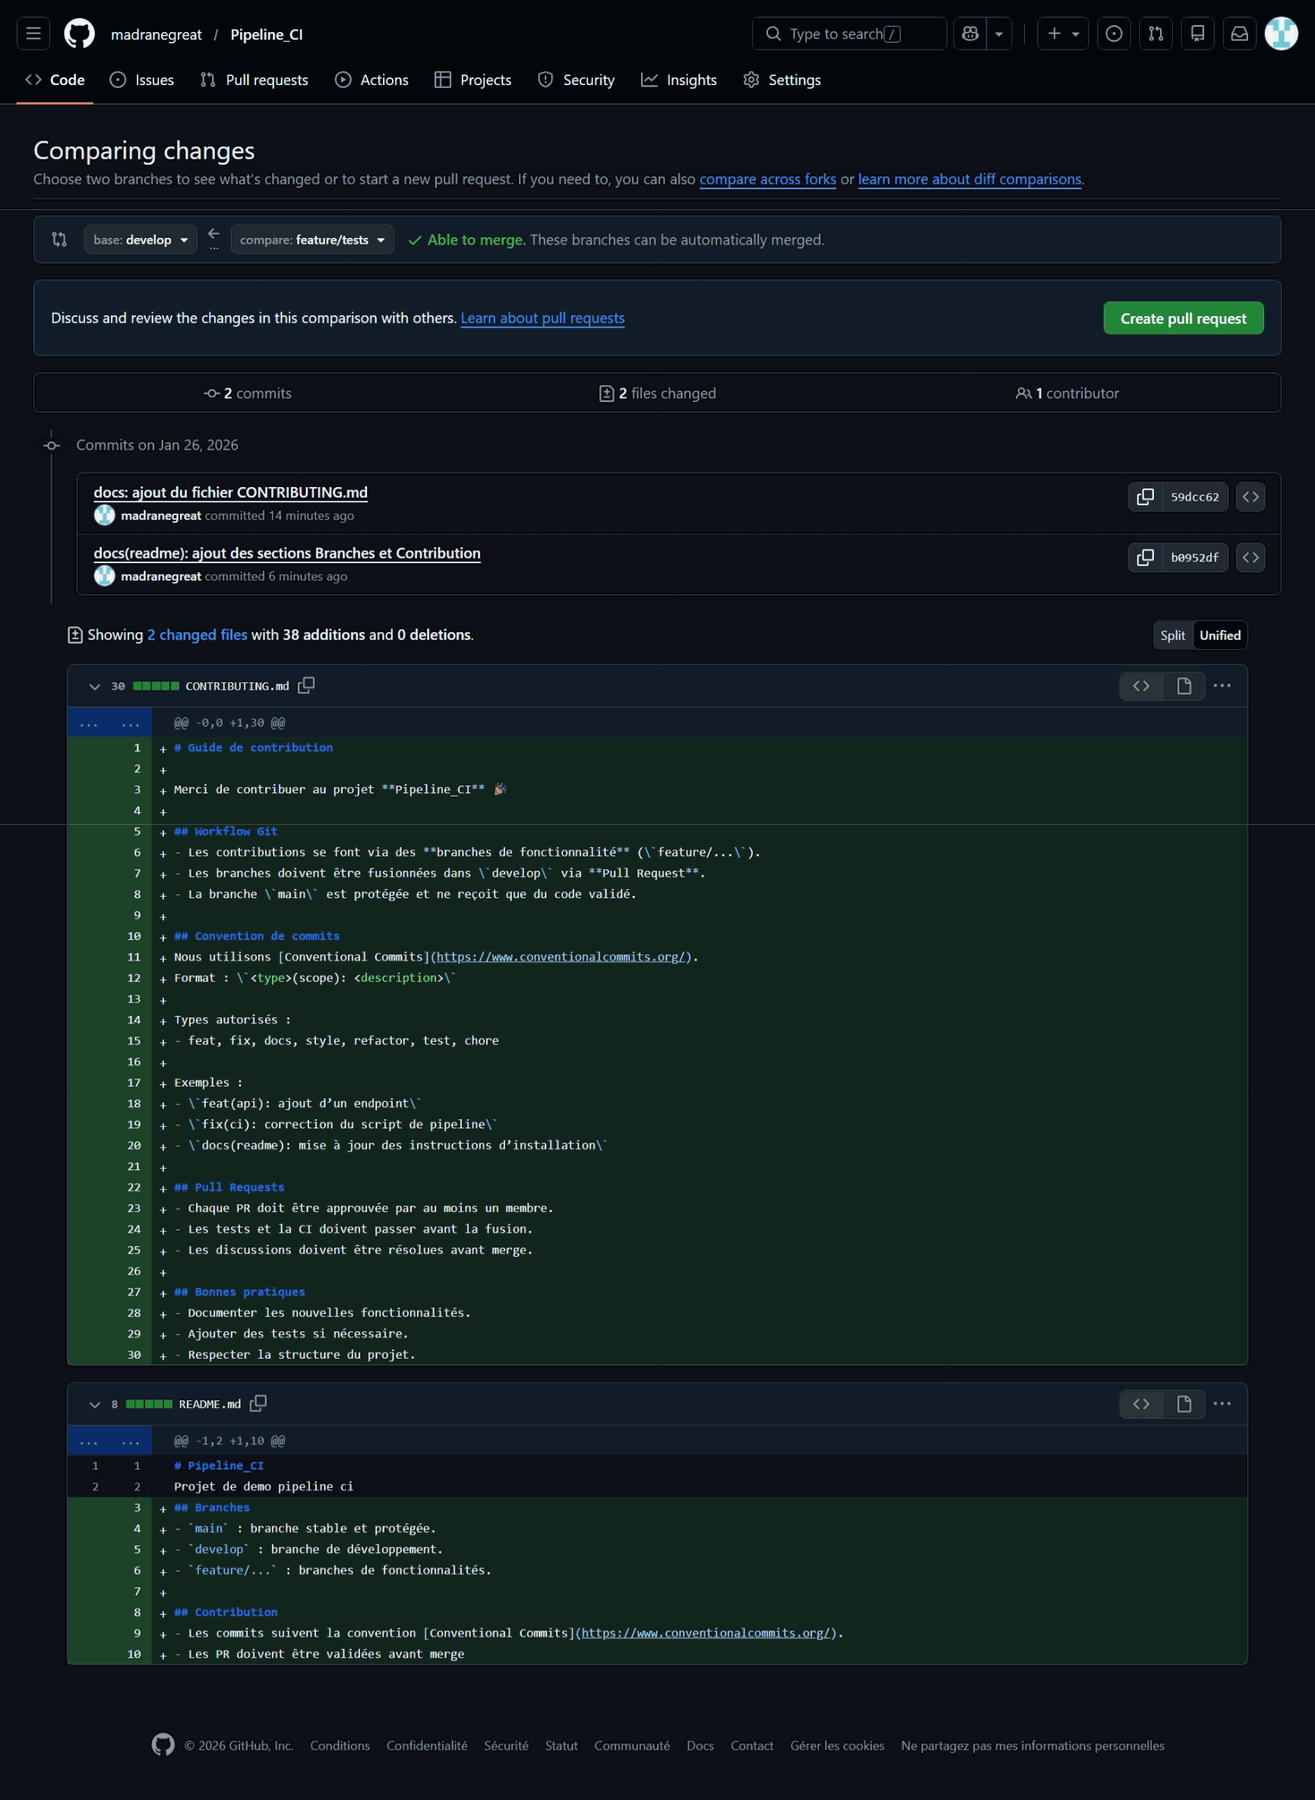 madranegreat / Pipeline_CI
Type to search /
Code Issues Pull requests Actions Projects Security Insights Settings
Comparing changes
Choose two branches to see what's changed or to start a new pull request. If you need to, you can also compare across forks or learn more about diff comparisons.
base: develop ... compare: feature/tests Able to merge. These branches can be automatically merged.
Discuss and review the changes in this comparison with others. Learn about pull requests
Create pull request
2 commits 2 files changed 1 contributor
Commits on Jan 26, 2026
docs: ajout du fichier CONTRIBUTING.md
madranegreat committed 14 minutes ago
59dcc62
docs(readme): ajout des sections Branches et Contribution
madranegreat committed 6 minutes ago
b0952df
Showing 2 changed files with 38 additions and 0 deletions.
Split Unified
30 CONTRIBUTING.md
... ... @@ -0,0 +1,30 @@
1 + # Guide de contribution
2 +
3 + Merci de contribuer au projet **Pipeline_CI** 🎉
4 +
5 + ## Workflow Git
6 + - Les contributions se font via des **branches de fonctionnalité** (\`feature/...\`).
7 + - Les branches doivent être fusionnées dans \`develop\` via **Pull Request**.
8 + - La branche \`main\` est protégée et ne reçoit que du code validé.
9 +
10 + ## Convention de commits
11 + Nous utilisons [Conventional Commits](https://www.conventionalcommits.org/).
12 + Format : \`<type>(scope): <description>\`
13 +
14 + Types autorisés :
15 + - feat, fix, docs, style, refactor, test, chore
16 +
17 + Exemples :
18 + - \`feat(api): ajout d’un endpoint\`
19 + - \`fix(ci): correction du script de pipeline\`
20 + - \`docs(readme): mise à jour des instructions d’installation\`
21 +
22 + ## Pull Requests
23 + - Chaque PR doit être approuvée par au moins un membre.
24 + - Les tests et la CI doivent passer avant la fusion.
25 + - Les discussions doivent être résolues avant merge.
26 +
27 + ## Bonnes pratiques
28 + - Documenter les nouvelles fonctionnalités.
29 + - Ajouter des tests si nécessaire.
30 + - Respecter la structure du projet.
8 README.md
... ... @@ -1,2 +1,10 @@
1 1 # Pipeline_CI
2 2 Projet de demo pipeline ci
3 + ## Branches
4 + - `main` : branche stable et protégée.
5 + - `develop` : branche de développement.
6 + - `feature/...` : branches de fonctionnalités.
7 +
8 + ## Contribution
9 + - Les commits suivent la convention [Conventional Commits](https://www.conventionalcommits.org/).
10 + - Les PR doivent être validées avant merge
© 2026 GitHub, Inc. Conditions Confidentialité Sécurité Statut Communauté Docs Contact Gérer les cookies Ne partagez pas mes informations personnelles